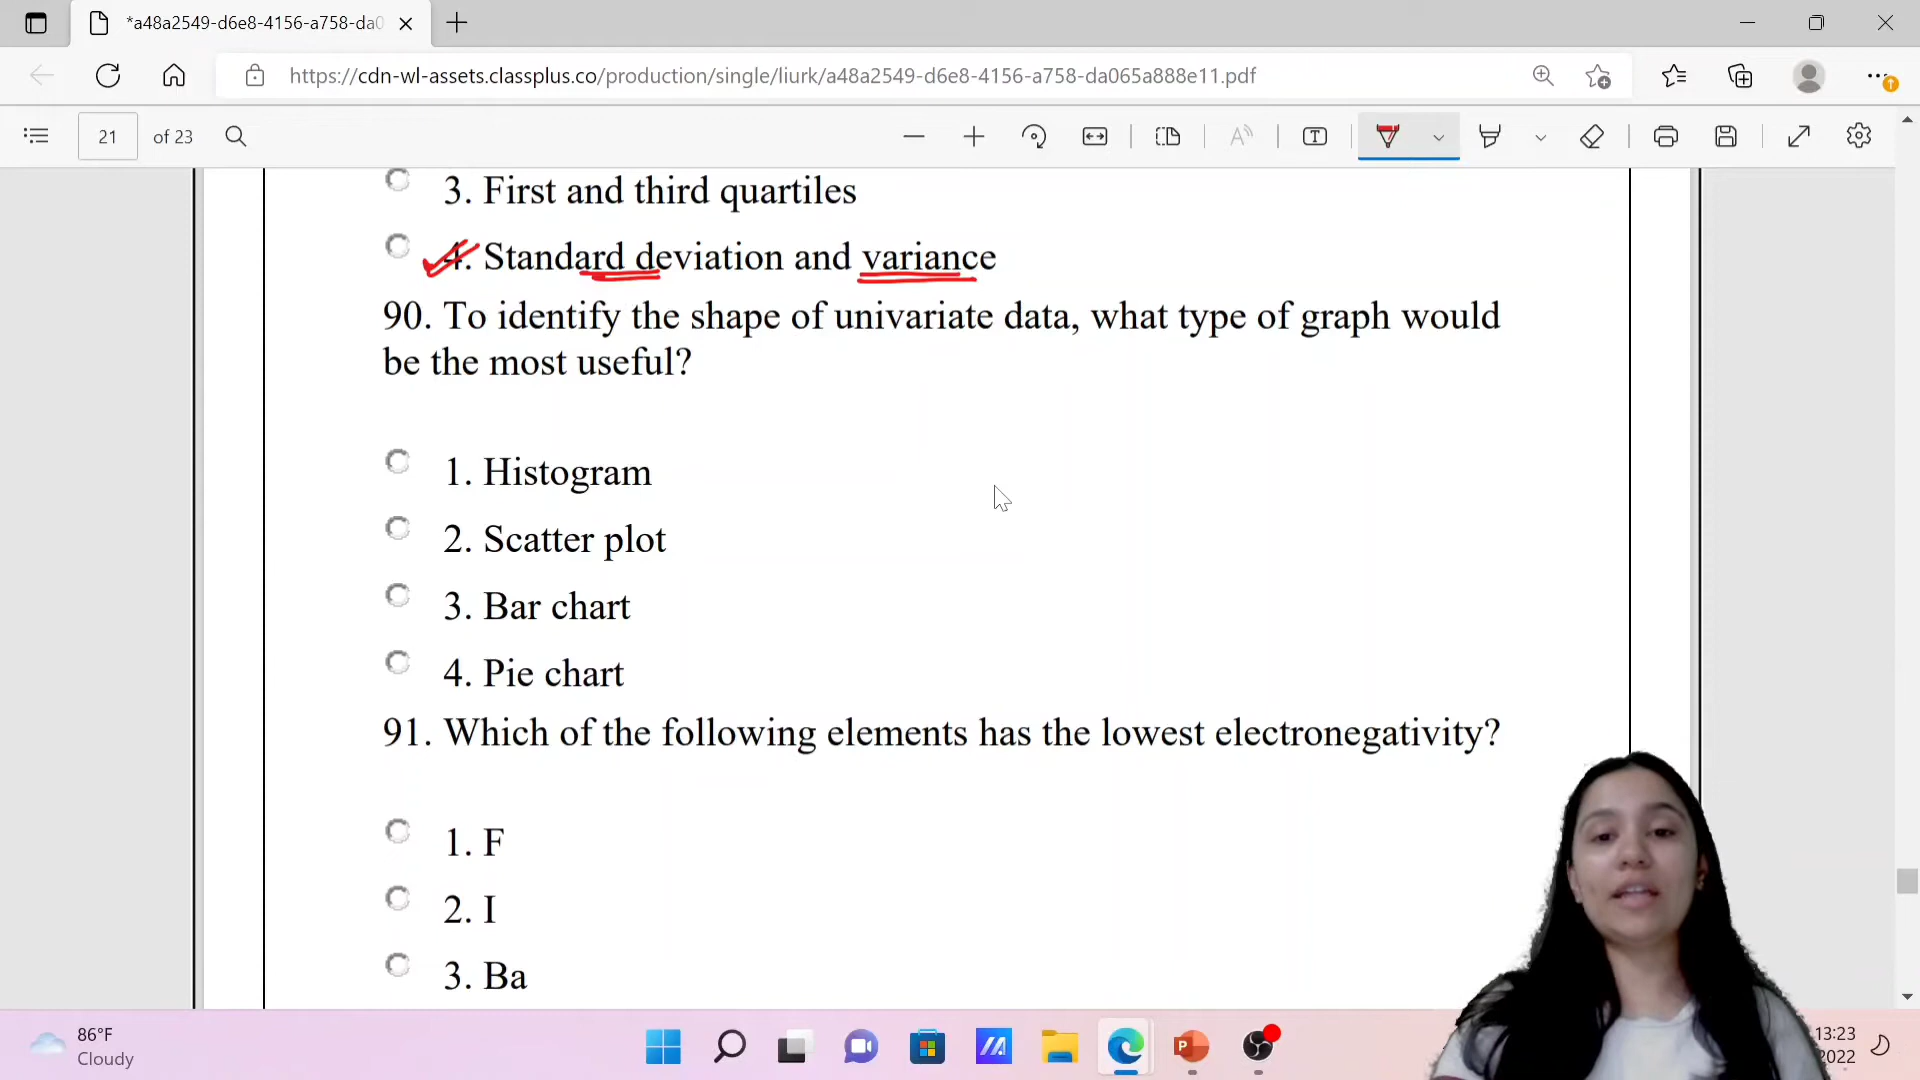 *a48a2549-d6e8-4156-a758-da0
https://cdn-wl-assets.classplus.co/production/single/liurk/a48a2549-d6e8-4156-a758-da065a888e11.pdf
21 of 23
3. First and third quartiles
4. Standard deviation and variance
90. To identify the shape of univariate data, what type of graph would
be the most useful?
1. Histogram
2. Scatter plot
3. Bar chart
4. Pie chart
91. Which of the following elements has the lowest electronegativity?
1. F
2. I
3. Ba
86°F
Cloudy
13:23
2022